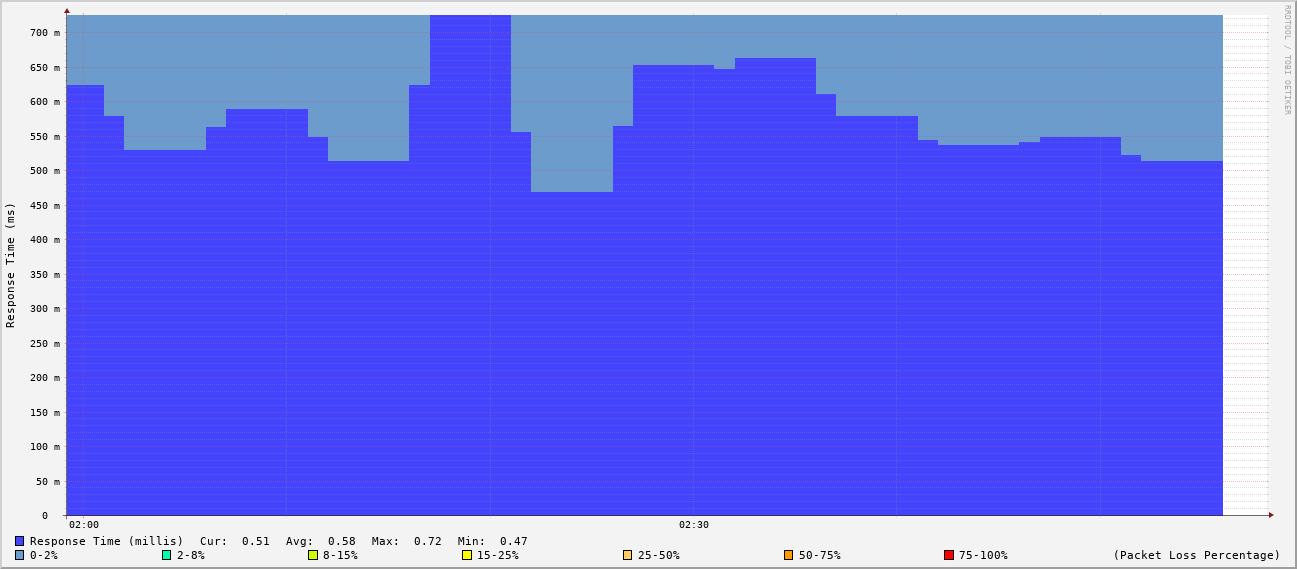 RRDTOOL / TOBI OETIKER
Response Time (ms)
700 m
650 m
600 m
550 m
500 m
450 m
400 m
350 m
300 m
250 m
200 m
150 m
100 m
50 m
0
02:00 02:30
Response Time (millis) Cur: 0.51 Avg: 0.58 Max: 0.72 Min: 0.47
0-2% 2-8% 8-15% 15-25% 25-50% 50-75% 75-100% (Packet Loss Percentage)